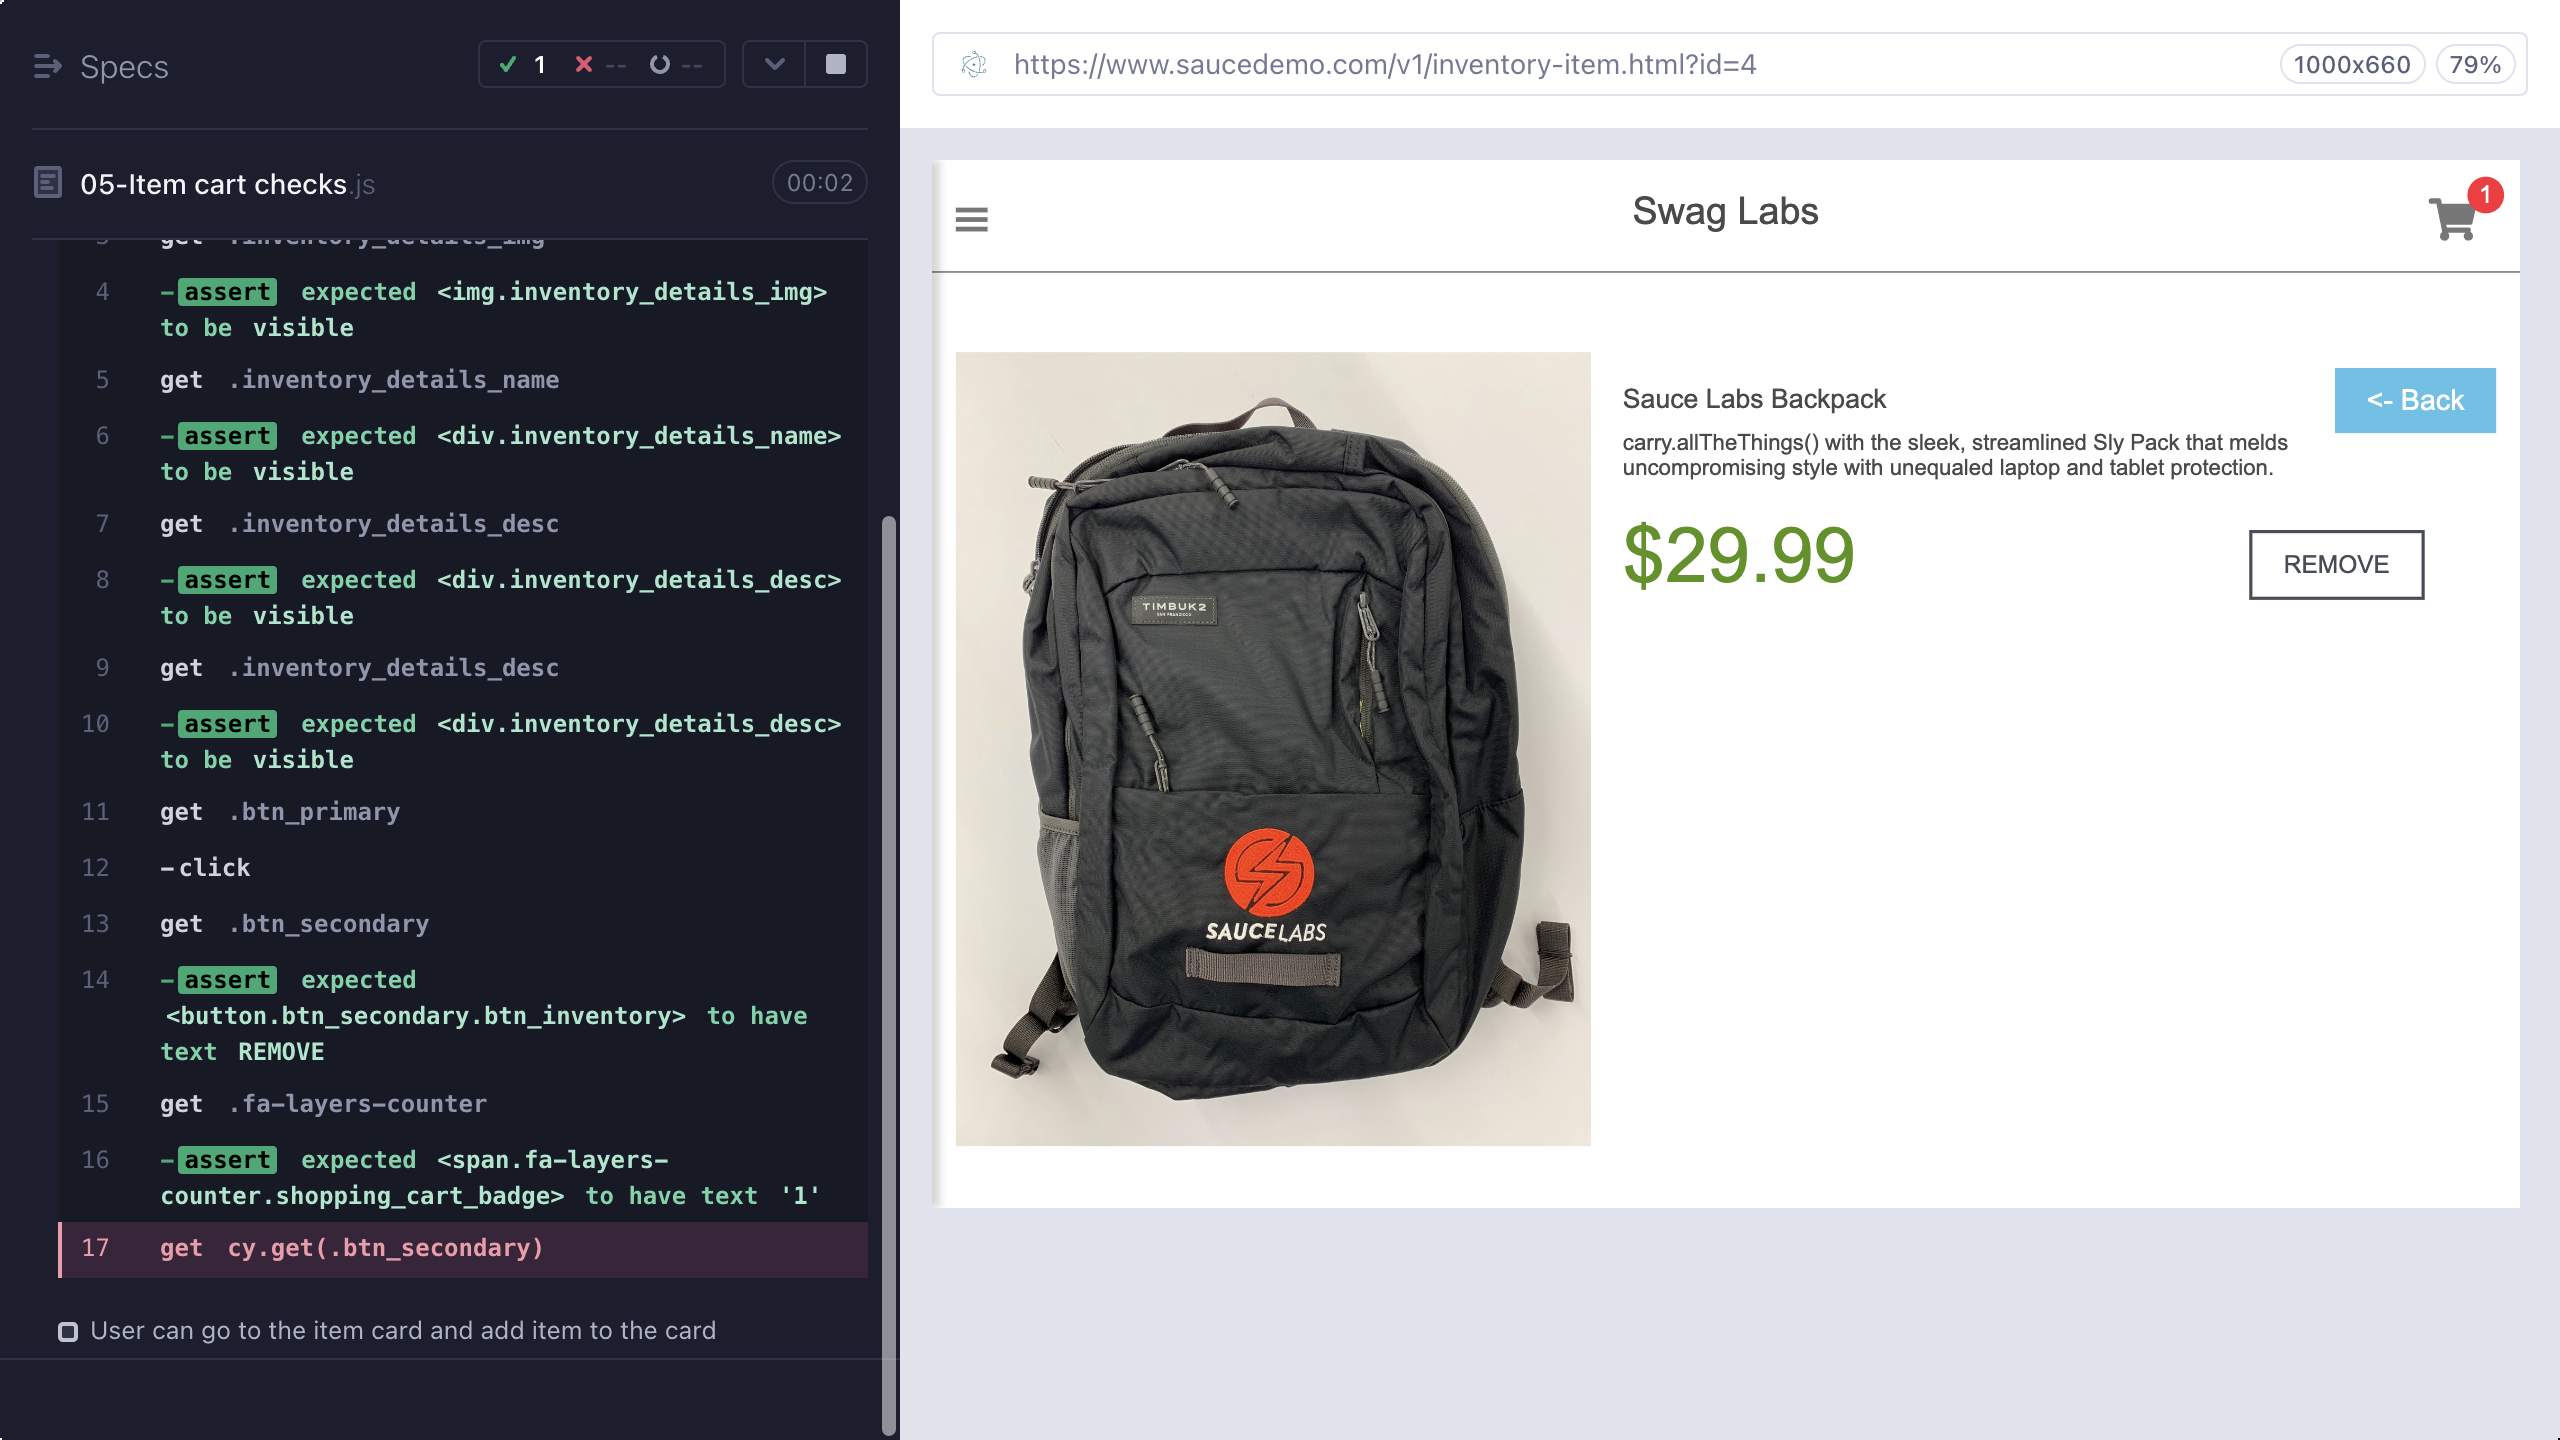 Specs
1
--
--
05-Item cart checks.js
00:02
3 get .inventory_details_img
4 -assert expected <img.inventory_details_img>
to be visible
5 get .inventory_details_name
6 -assert expected <div.inventory_details_name>
to be visible
7 get .inventory_details_desc
8 -assert expected <div.inventory_details_desc>
to be visible
9 get .inventory_details_desc
10 -assert expected <div.inventory_details_desc>
to be visible
11 get .btn_primary
12 -click
13 get .btn_secondary
14 -assert expected
<button.btn_secondary.btn_inventory> to have
text REMOVE
15 get .fa-layers-counter
16 -assert expected <span.fa-layers-
counter.shopping_cart_badge> to have text '1'
17 get cy.get(.btn_secondary)
User can go to the item card and add item to the card
https://www.saucedemo.com/v1/inventory-item.html?id=4
1000x660
79%
Swag Labs
1
Sauce Labs Backpack
<- Back
carry.allTheThings() with the sleek, streamlined Sly Pack that melds
uncompromising style with unequaled laptop and tablet protection.
$29.99
REMOVE
TIMBUK2
SAN FRANCISCO
SAUCELABS